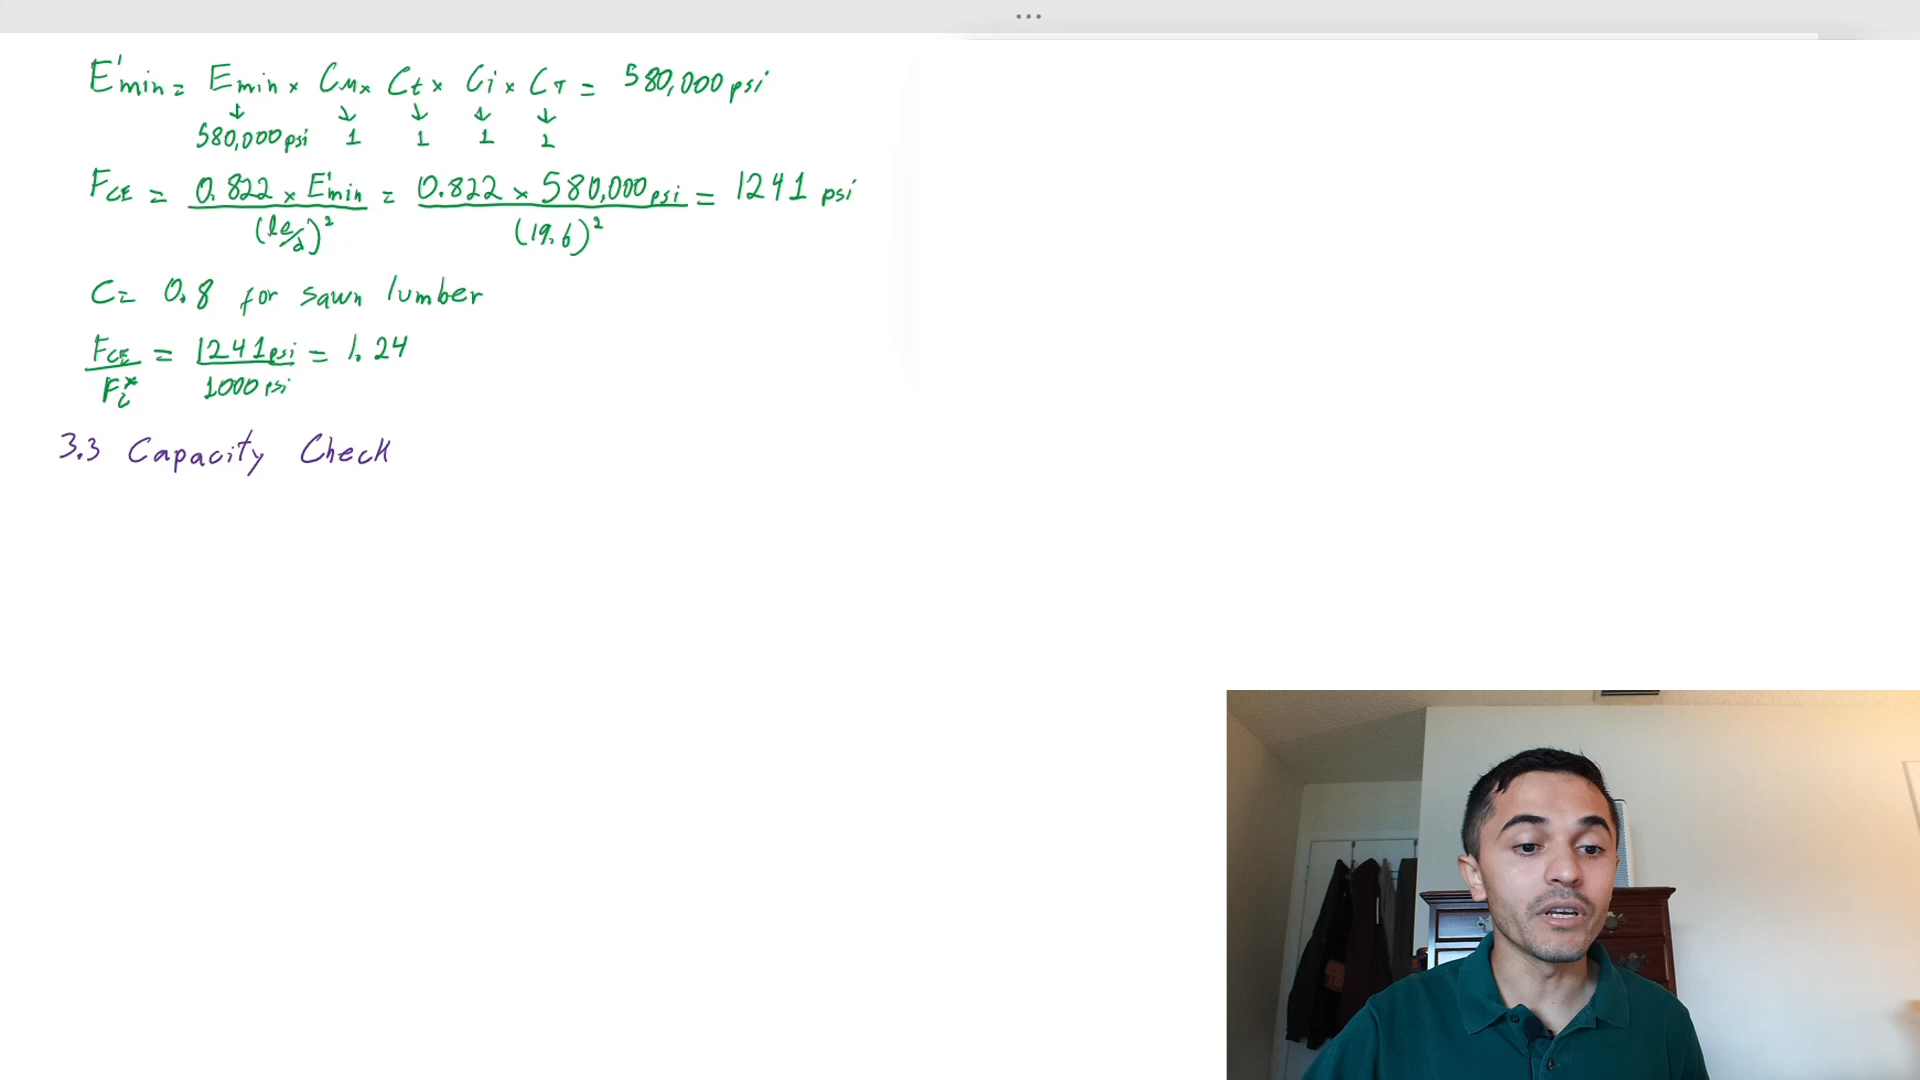 E'min = Emin × CM × Ct × Ci × CT = 580,000 psi
580,000 psi 1 1 1 1
FCE = 0.822 × E'min / (le/d)² = 0.822 × 580,000 psi / (19.6)² = 1241 psi
C = 0.8 for sawn lumber
FCE / Fc* = 1241 psi / 1000 psi = 1.24
3.3 Capacity Check